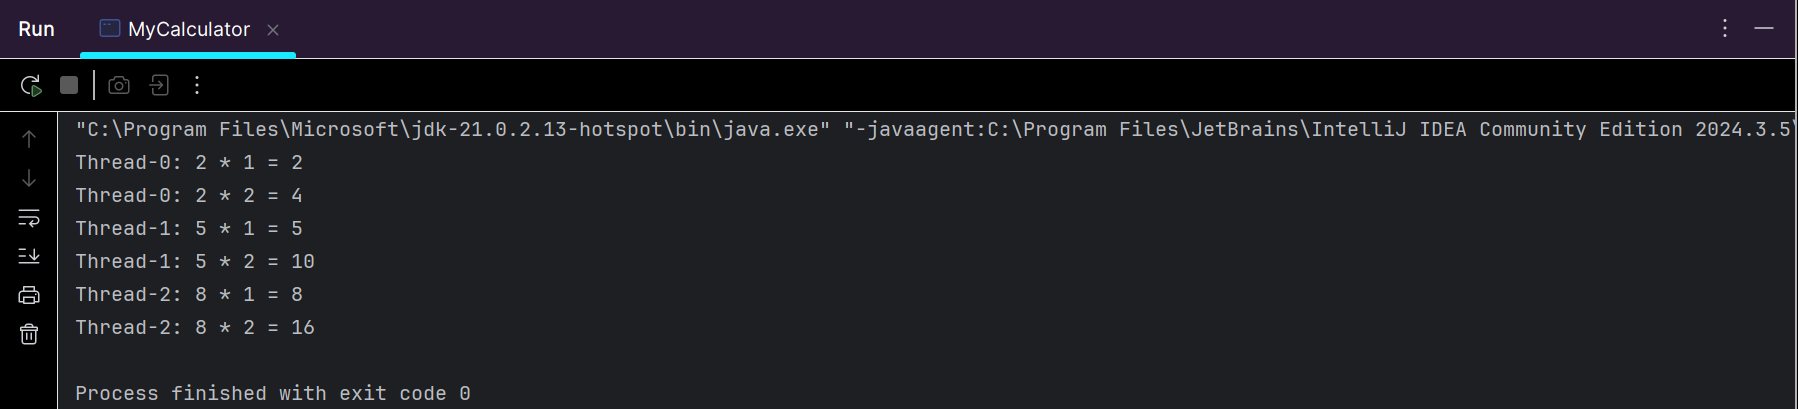 Run MyCalculator
"C:\Program Files\Microsoft\jdk-21.0.2.13-hotspot\bin\java.exe" "-javaagent:C:\Program Files\JetBrains\IntelliJ IDEA Community Edition 2024.3.5\
Thread-0: 2 * 1 = 2
Thread-0: 2 * 2 = 4
Thread-1: 5 * 1 = 5
Thread-1: 5 * 2 = 10
Thread-2: 8 * 1 = 8
Thread-2: 8 * 2 = 16
Process finished with exit code 0